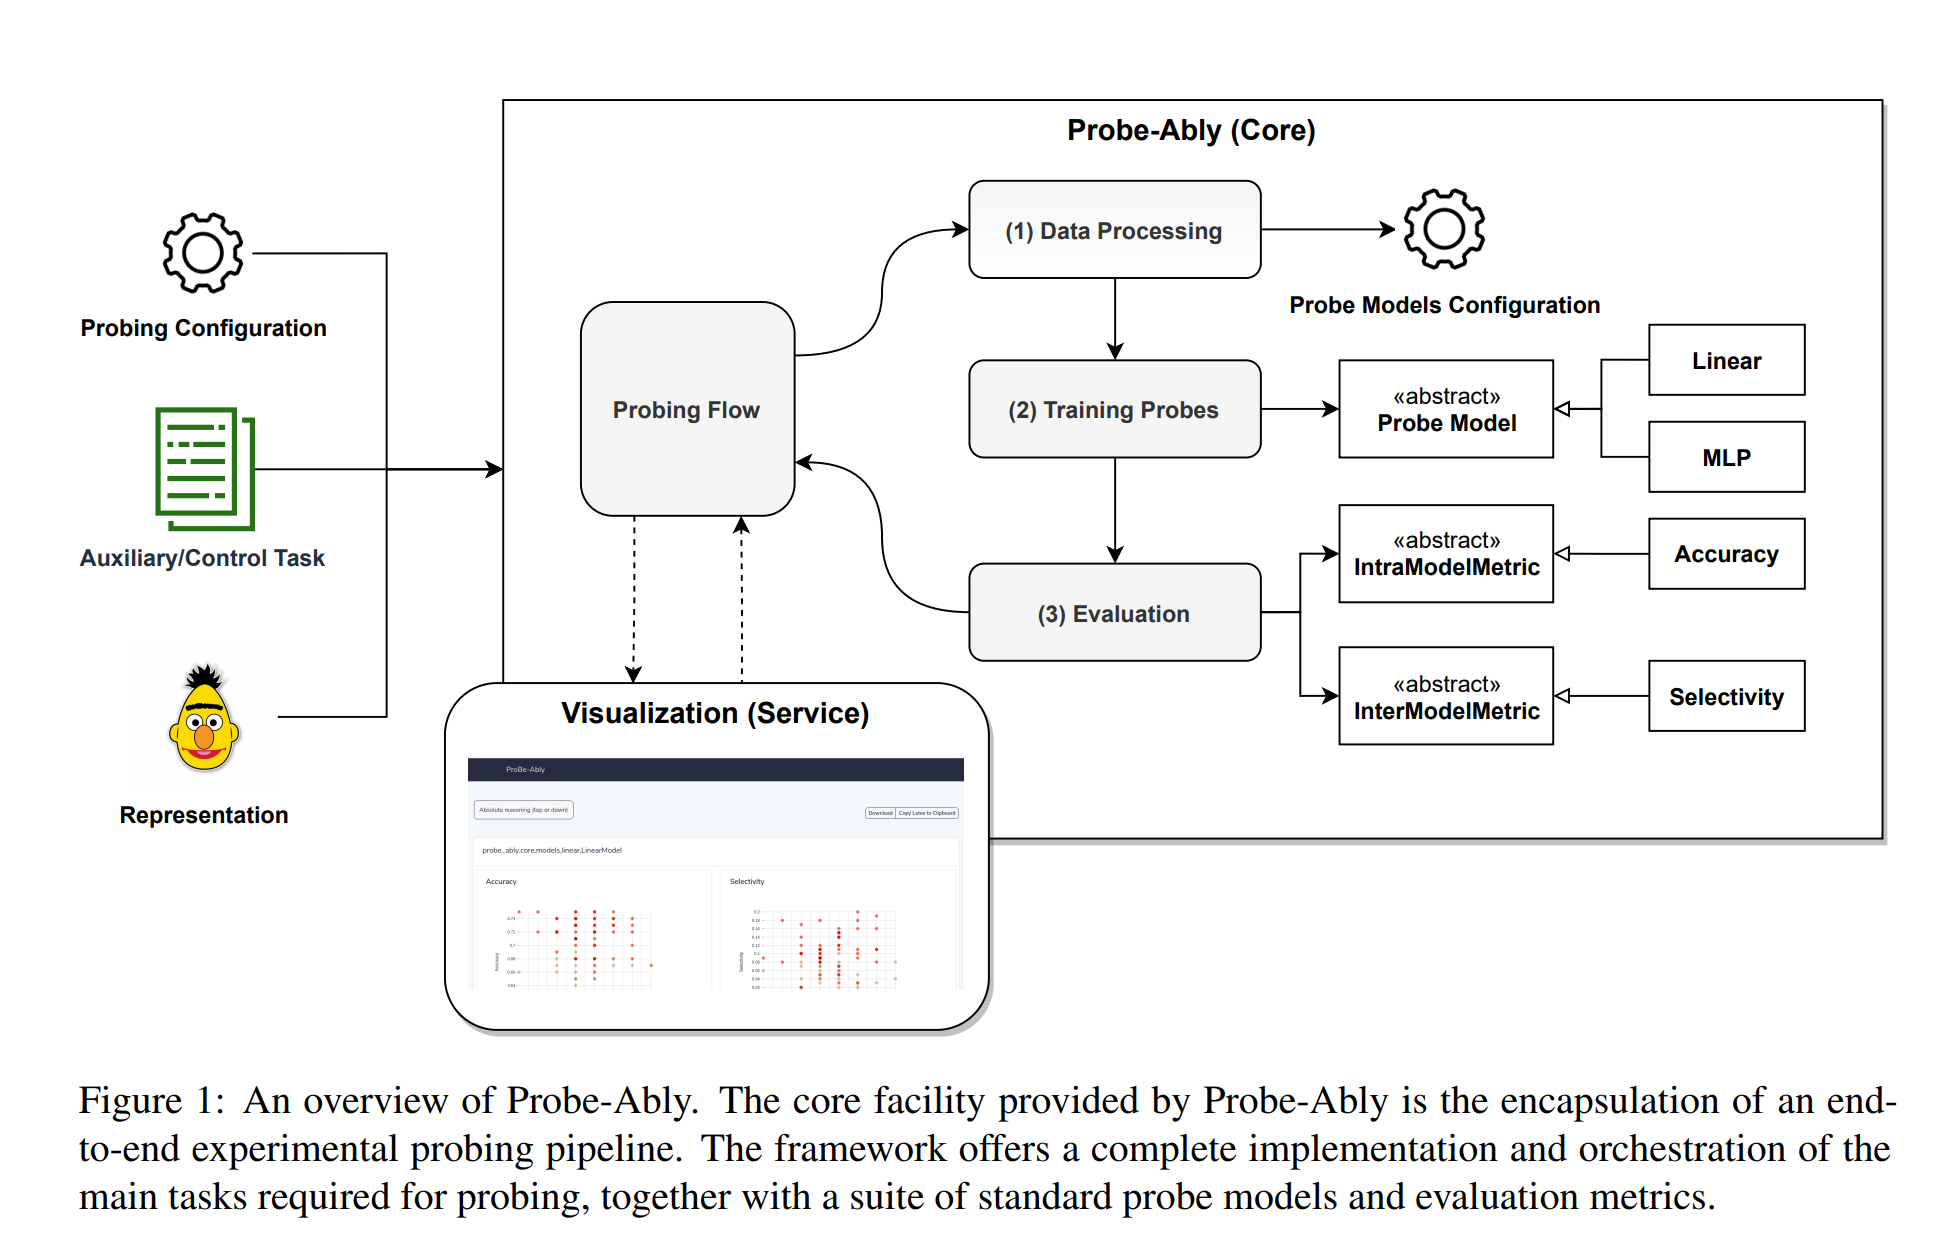 Probe-Ably (Core)
Probing Configuration
Auxiliary/Control Task
Representation
Probing Flow
(1) Data Processing
Probe Models Configuration
(2) Training Probes
«abstract»
Probe Model
Linear
MLP
(3) Evaluation
«abstract»
IntraModelMetric
Accuracy
«abstract»
InterModelMetric
Selectivity
Visualization (Service)
ProBe-Ably
Absolute reasoning (top or down)
Download
Copy Latex to Clipboard
probe_ably.core.models.linear.LinearModel
Accuracy
Selectivity
Accuracy
Selectivity
Figure 1: An overview of Probe-Ably. The core facility provided by Probe-Ably is the encapsulation of an end-
to-end experimental probing pipeline. The framework offers a complete implementation and orchestration of the
main tasks required for probing, together with a suite of standard probe models and evaluation metrics.